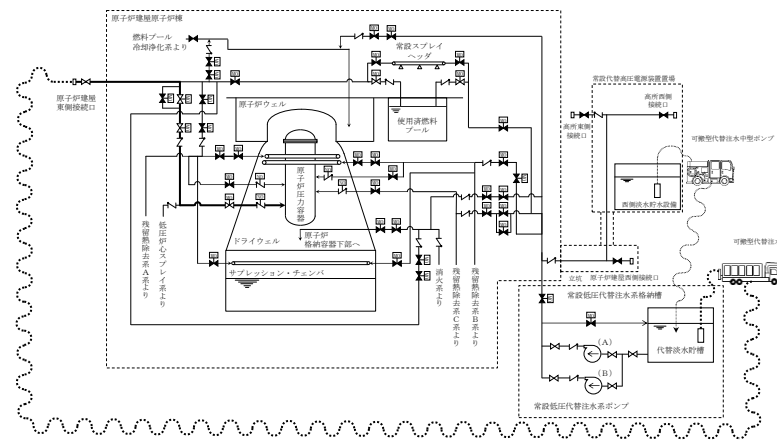 原子炉建屋原子炉棟
燃料プール
冷却浄化系より
常設スプレイ
ヘッダ
原子炉建屋
東側接続口
原子炉ウェル
使用済燃料
プール
常設代替高圧電源装置置場
高所西側
接続口
高所東側
接続口
可搬型代替注水中型ポンプ
西側淡水貯水設備
原子炉圧力容器
ドライウェル
原子炉
格納容器下部へ
サプレッション・チェンバ
残留熱除去系A系より
低圧炉心スプレイ系より
消火系より
残留熱除去系C系より
残留熱除去系B系より
可搬型代替注
立坑
原子炉建屋西側接続口
常設低圧代替注水系格納槽
(A)
(B)
代替淡水貯槽
常設低圧代替注水系ポンプ